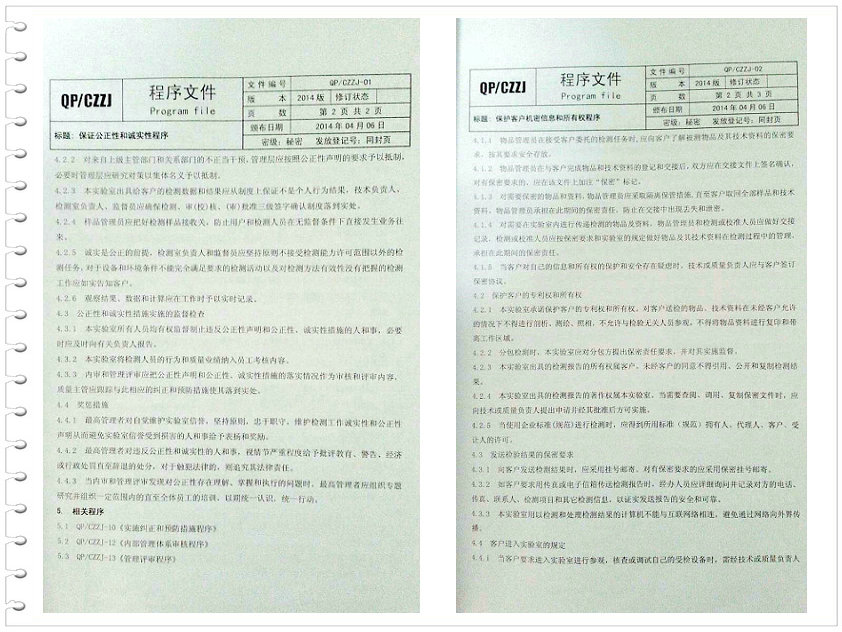 QP/CZZJ
程序文件
Program file
文件编号 QP/CZZJ-01
版 本 2014版 修订状态
页 数 第 2 页 共 2 页
颁布日期 2014年04月06日
标题：保证公正性和诚实性程序
密级：秘密 发放登记号：同封页
4.2.2 对来自上级主管部门和关系部门的不正当干预，管理层应按照公正性声明的要求予以抵制，
必要时管理层应研究对策以集体名义予以抵制。
4.2.3 本实验室出具给客户的检测数据和结果应从制度上保证不是个人行为结果，技术负责人、
检测室负责人、监督员应确保检测、审(校)核、(审)批准三级签字确认制度落到实处。
4.2.4 样品管理员应把好检测样品接收关，防止用户和检测人员在无监督条件下直接发生业务往
来。
4.2.5 诚实是公正的前提，检测室负责人和监督员应坚持原则不接受检测能力许可范围以外的检
测任务，对于设备和环境条件不能完全满足要求的检测活动以及对检测方法有效性没有把握的检测
工作应如实告知客户。
4.2.6 观察结果、数据和计算应在工作时予以实时记录。
4.3 公正性和诚实性措施实施的监督检查
4.3.1 本实验室所有人员均有权监督制止违反公正性声明和公正性、诚实性措施的人和事，必要
时应及时向有关负责人报告。
4.3.2 本实验室将检测人员的行为和质量业绩纳入员工考核内容。
4.3.3 内审和管理评审应把公正性声明和公正性、诚实性措施的落实情况作为审核和评审内容，
质量主管应跟踪与此相应的纠正和预防措施使其落到实处。
4.4 奖惩措施
4.4.1 最高管理者对自觉维护实验室信誉，坚持原则，忠于职守，维护检测工作诚实性和公正性
声明从而避免实验室信誉受到损害的人和事给予表扬和奖励。
4.4.2 最高管理者对违反公正性和诚实性的人和事，视情节严重程度给予批评教育、警告、经济
或行政处罚直至辞退的处分，对于触犯法律的，则追究其法律责任。
4.4.3 当内审和管理评审发现对公正性存在理解、掌握和执行的问题时，最高管理者应组织专题
研究并组织一定范围内的直至全体员工的培训，以期统一认识，统一行动。
5. 相关程序
5.1 QP/CZZJ-10《实施纠正和预防措施程序》
5.2 QP/CZZJ-12《内部管理体系审核程序》
5.3 QP/CZZJ-13《管理评审程序》
QP/CZZJ
程序文件
Program file
文件编号 QP/CZZJ-02
版 本 2014版 修订状态
页 数 第 2 页 共 3 页
颁布日期 2014年04月06日
标题：保护客户机密信息和所有权程序
密级：秘密 发放登记号：同封页
4.1.1 物品管理员在接受客户委托的检测任务时，应向客户了解被测物品及其技术资料的保密要
求，按其要求安全存放。
4.1.2 物品管理员在与客户完成物品和技术资料的登记和交接后，双方应在交接文件上签名确认，
对有保密要求的，应在该文件上加注“保密”标记。
4.1.3 对需要保密的物品和资料，物品管理员应采取隔离保管措施，直至客户取回全部样品和技术
资料。物品管理员承担在此期间的保密责任，防止在交接中出现丢失和泄密。
4.1.4 对需要在实验室内进行传递检测的物品及资料，物品管理员和检测或校准人员应做好交接
记录，检测或校准人员应按保密要求和实验室的规定做好物品及其技术资料在检测过程中的管理，
承担在此期间的保密责任。
4.1.5 当客户对自己的信息和所有权的保护和安全存在疑虑时，技术或质量负责人应与客户签订
保密协议。
4.2 保护客户的专利权和所有权
4.2.1 本实验室承诺保护客户的专利权和所有权，对客户送检的物品、技术资料在未经客户允许
的情况下不得进行剖析、测绘、照相，不允许与检验无关人员参观，不得将物品资料进行复印和带
离工作区域。
4.2.2 分包检测时，本实验室应对分包方提出保密责任要求，并对其实施监督。
4.2.3 本实验室出具的检测报告的所有权属客户，未经客户的同意不得引用、公开和复制检测结
果。
4.2.4 本实验室出具的检测报告的著作权属本实验室，当需要查阅、调用、复制保密文件时，应
向技术或质量负责人提出申请并经其批准后方可实施。
4.2.5 当使用企业标准(规范)进行检测时，应得到所用标准（规范）拥有人、代理人、客户、受
让人的许可。
4.3 发送检验结果的保密要求
4.3.1 向客户发送检测结果时，应采用挂号邮寄，对有保密要求的应采用保密挂号邮寄。
4.3.2 如客户要求用传真或电子信箱传送检测报告时，经办人员应详细询问并记录对方的电话、
传真、联系人、检测项目和其它检测信息，以证实发送报告的安全和可靠。
4.3.3 本实验室用以检测和处理检测结果的计算机不能与互联网络相连，避免通过网络向外界传
播。
4.4 客户进入实验室的规定
4.4.1 当客户要求进入实验室进行参观，核查或调试自己的受检设备时，需经技术或质量负责人